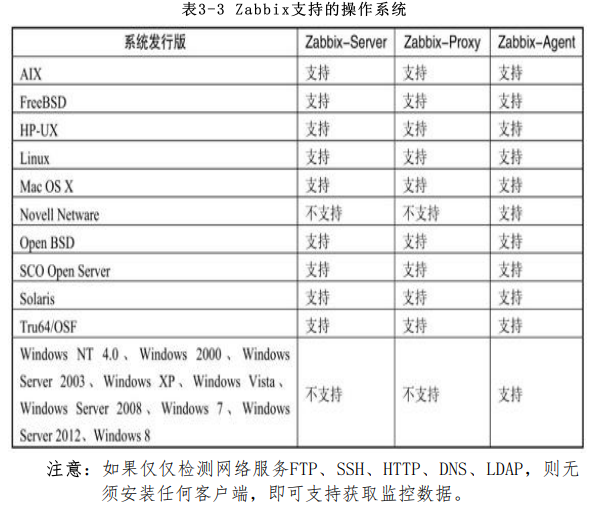 表3-3 Zabbix支持的操作系统
系统发行版 Zabbix-Server Zabbix-Proxy Zabbix-Agent
AIX 支持 支持 支持
FreeBSD 支持 支持 支持
HP-UX 支持 支持 支持
Linux 支持 支持 支持
Mac OS X 支持 支持 支持
Novell Netware 不支持 不支持 支持
Open BSD 支持 支持 支持
SCO Open Server 支持 支持 支持
Solaris 支持 支持 支持
Tru64/OSF 支持 支持 支持
Windows NT 4.0、Windows 2000、Windows
Server 2003、Windows XP、Windows Vista、
Windows Server 2008、Windows 7、Windows
Server 2012、Windows 8
不支持 不支持 支持
注意：如果仅仅检测网络服务FTP、SSH、HTTP、DNS、LDAP，则无
须安装任何客户端，即可支持获取监控数据。